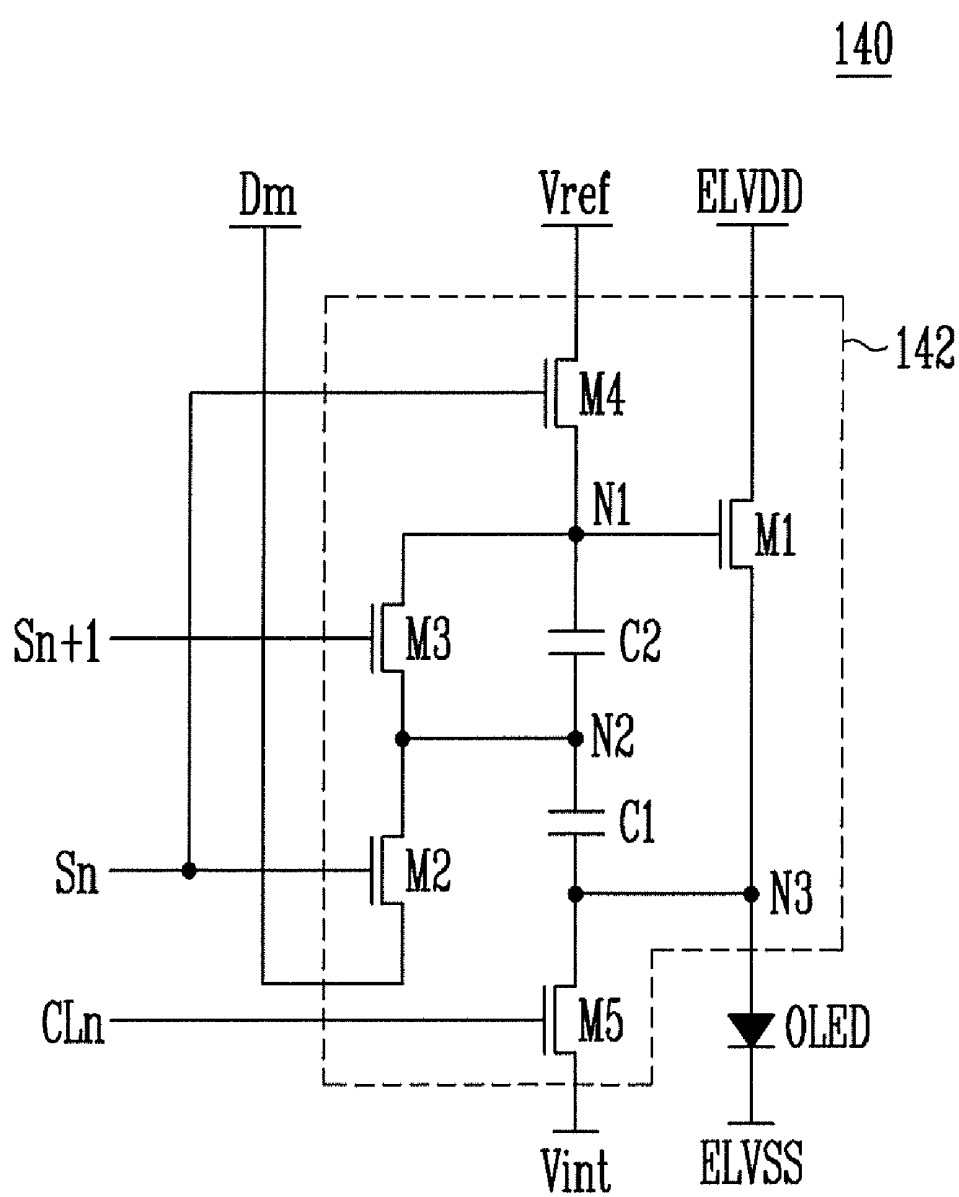 140
Dm
Vref
ELVDD
142
M4
N1
M1
Sn+1
M3
C2
N2
C1
Sn
M2
N3
CLn
M5
OLED
Vint
ELVSS